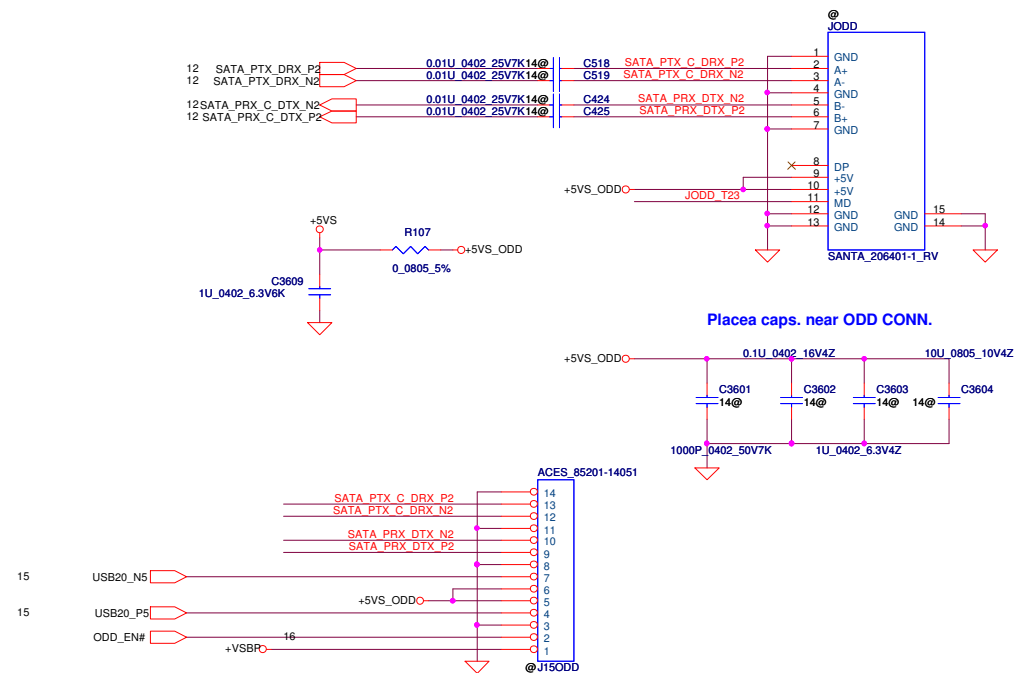 @
JODD
12 SATA_PTX_DRX_P2 0.01U_0402_25V7K14@ C518 SATA_PTX_C_DRX_P2 1 GND
12 SATA_PTX_DRX_N2 0.01U_0402_25V7K14@ C519 SATA_PTX_C_DRX_N2 2 A+
3 A-
4 GND
12 SATA_PRX_C_DTX_N2 0.01U_0402_25V7K14@ C424 SATA_PRX_DTX_N2 5 B-
12 SATA_PRX_C_DTX_P2 0.01U_0402_25V7K14@ C425 SATA_PRX_DTX_P2 6 B+
7 GND
8 DP
9 +5V
+5VS_ODD 10 +5V
JODD_T23 11 MD
12 GND GND 15
13 GND GND 14
SANTA_206401-1_RV
+5VS
R107
+5VS_ODD
0_0805_5%
C3609
1U_0402_6.3V6K
Placea caps. near ODD CONN.
+5VS_ODD 0.1U_0402_16V4Z 10U_0805_10V4Z
C3601 C3602 C3603 C3604
14@ 14@ 14@ 14@
1000P_0402_50V7K 1U_0402_6.3V4Z
ACES_85201-14051
14
SATA_PTX_C_DRX_P2 13
SATA_PTX_C_DRX_N2 12
11
SATA_PRX_DTX_N2 10
SATA_PRX_DTX_P2 9
8
15 USB20_N5 7
6
+5VS_ODD 5
15 USB20_P5 4
3
ODD_EN# 16 2
+VSBP 1
@J15ODD